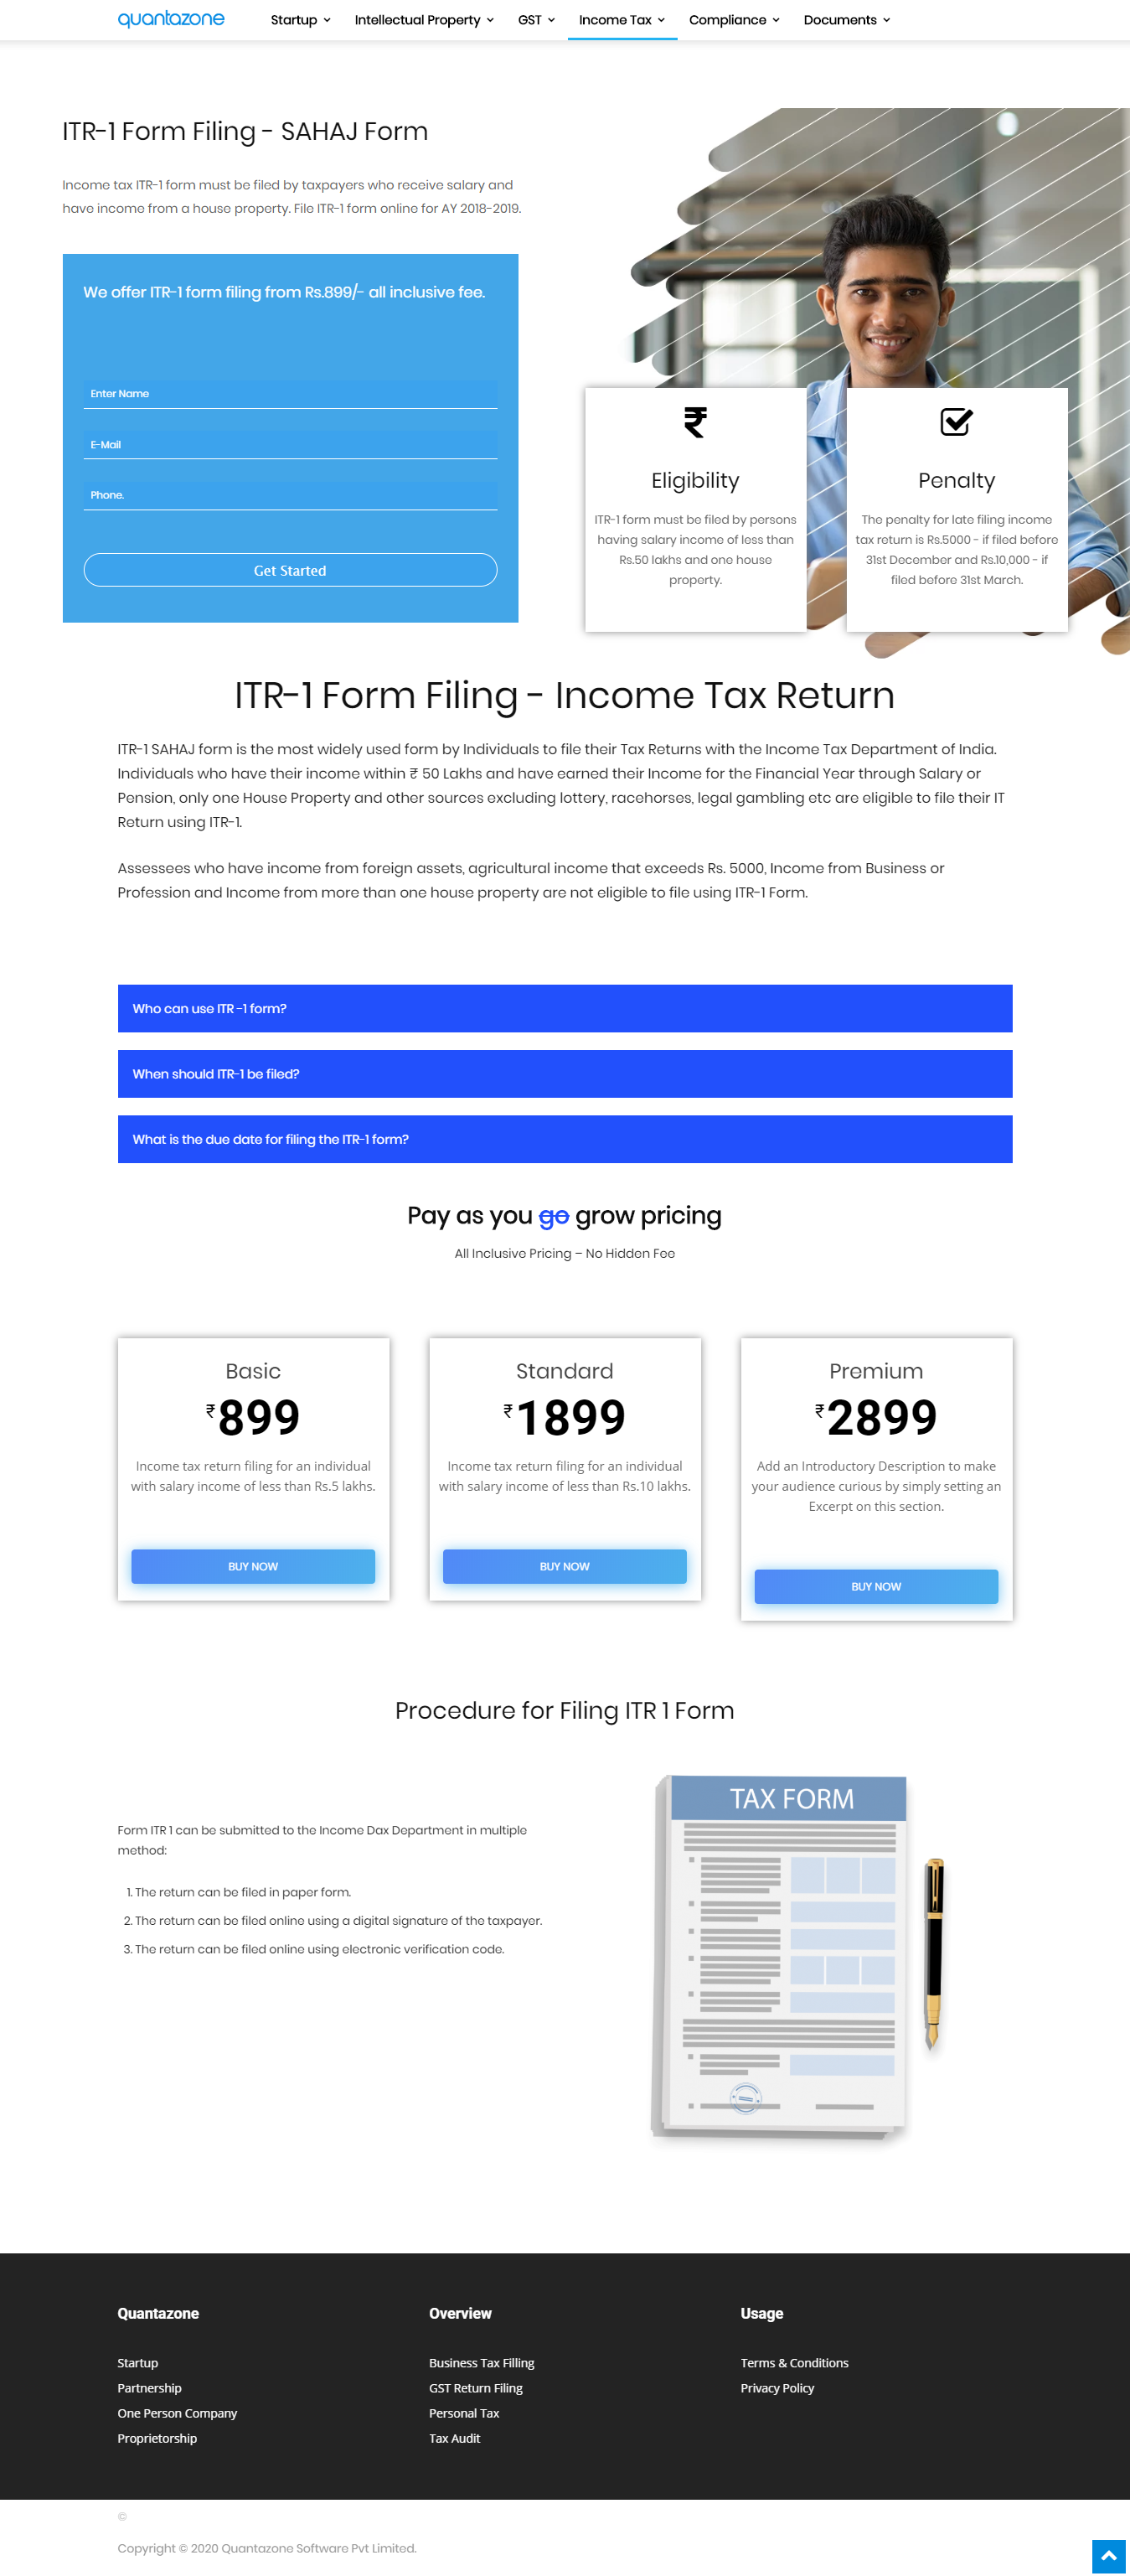 quantazone
Startup
Intellectual Property
GST
Income Tax
Compliance
Documents
ITR-1 Form Filing - SAHAJ Form
Income tax ITR-1 form must be filed by taxpayers who receive salary and
have income from a house property. File ITR-1 form online for AY 2018-2019.
We offer ITR-1 form filing from Rs.899/- all inclusive fee.
Enter Name
E-Mail
Phone.
Get Started
Eligibility
ITR-1 form must be filed by persons
having salary income of less than
Rs.50 lakhs and one house
property.
Penalty
The penalty for late filing income
tax return is Rs.5000 - if filed before
31st December and Rs.10,000 - if
filed before 31st March.
ITR-1 Form Filing - Income Tax Return
ITR-1 SAHAJ form is the most widely used form by Individuals to file their Tax Returns with the Income Tax Department of India.
Individuals who have their income within ₹ 50 Lakhs and have earned their Income for the Financial Year through Salary or
Pension, only one House Property and other sources excluding lottery, racehorses, legal gambling etc are eligible to file their IT
Return using ITR-1.
Assessees who have income from foreign assets, agricultural income that exceeds Rs. 5000, Income from Business or
Profession and Income from more than one house property are not eligible to file using ITR-1 Form.
Who can use ITR -1 form?
When should ITR-1 be filed?
What is the due date for filing the ITR-1 form?
Pay as you go grow pricing
All Inclusive Pricing – No Hidden Fee
Basic
₹899
Income tax return filing for an individual
with salary income of less than Rs.5 lakhs.
BUY NOW
Standard
₹1899
Income tax return filing for an individual
with salary income of less than Rs.10 lakhs.
BUY NOW
Premium
₹2899
Add an Introductory Description to make
your audience curious by simply setting an
Excerpt on this section.
BUY NOW
Procedure for Filing ITR 1 Form
Form ITR 1 can be submitted to the Income Dax Department in multiple
method:
1. The return can be filed in paper form.
2. The return can be filed online using a digital signature of the taxpayer.
3. The return can be filed online using electronic verification code.
TAX FORM
Quantazone
Startup
Partnership
One Person Company
Proprietorship
Overview
Business Tax Filling
GST Return Filing
Personal Tax
Tax Audit
Usage
Terms & Conditions
Privacy Policy
©
Copyright © 2020 Quantazone Software Pvt Limited.